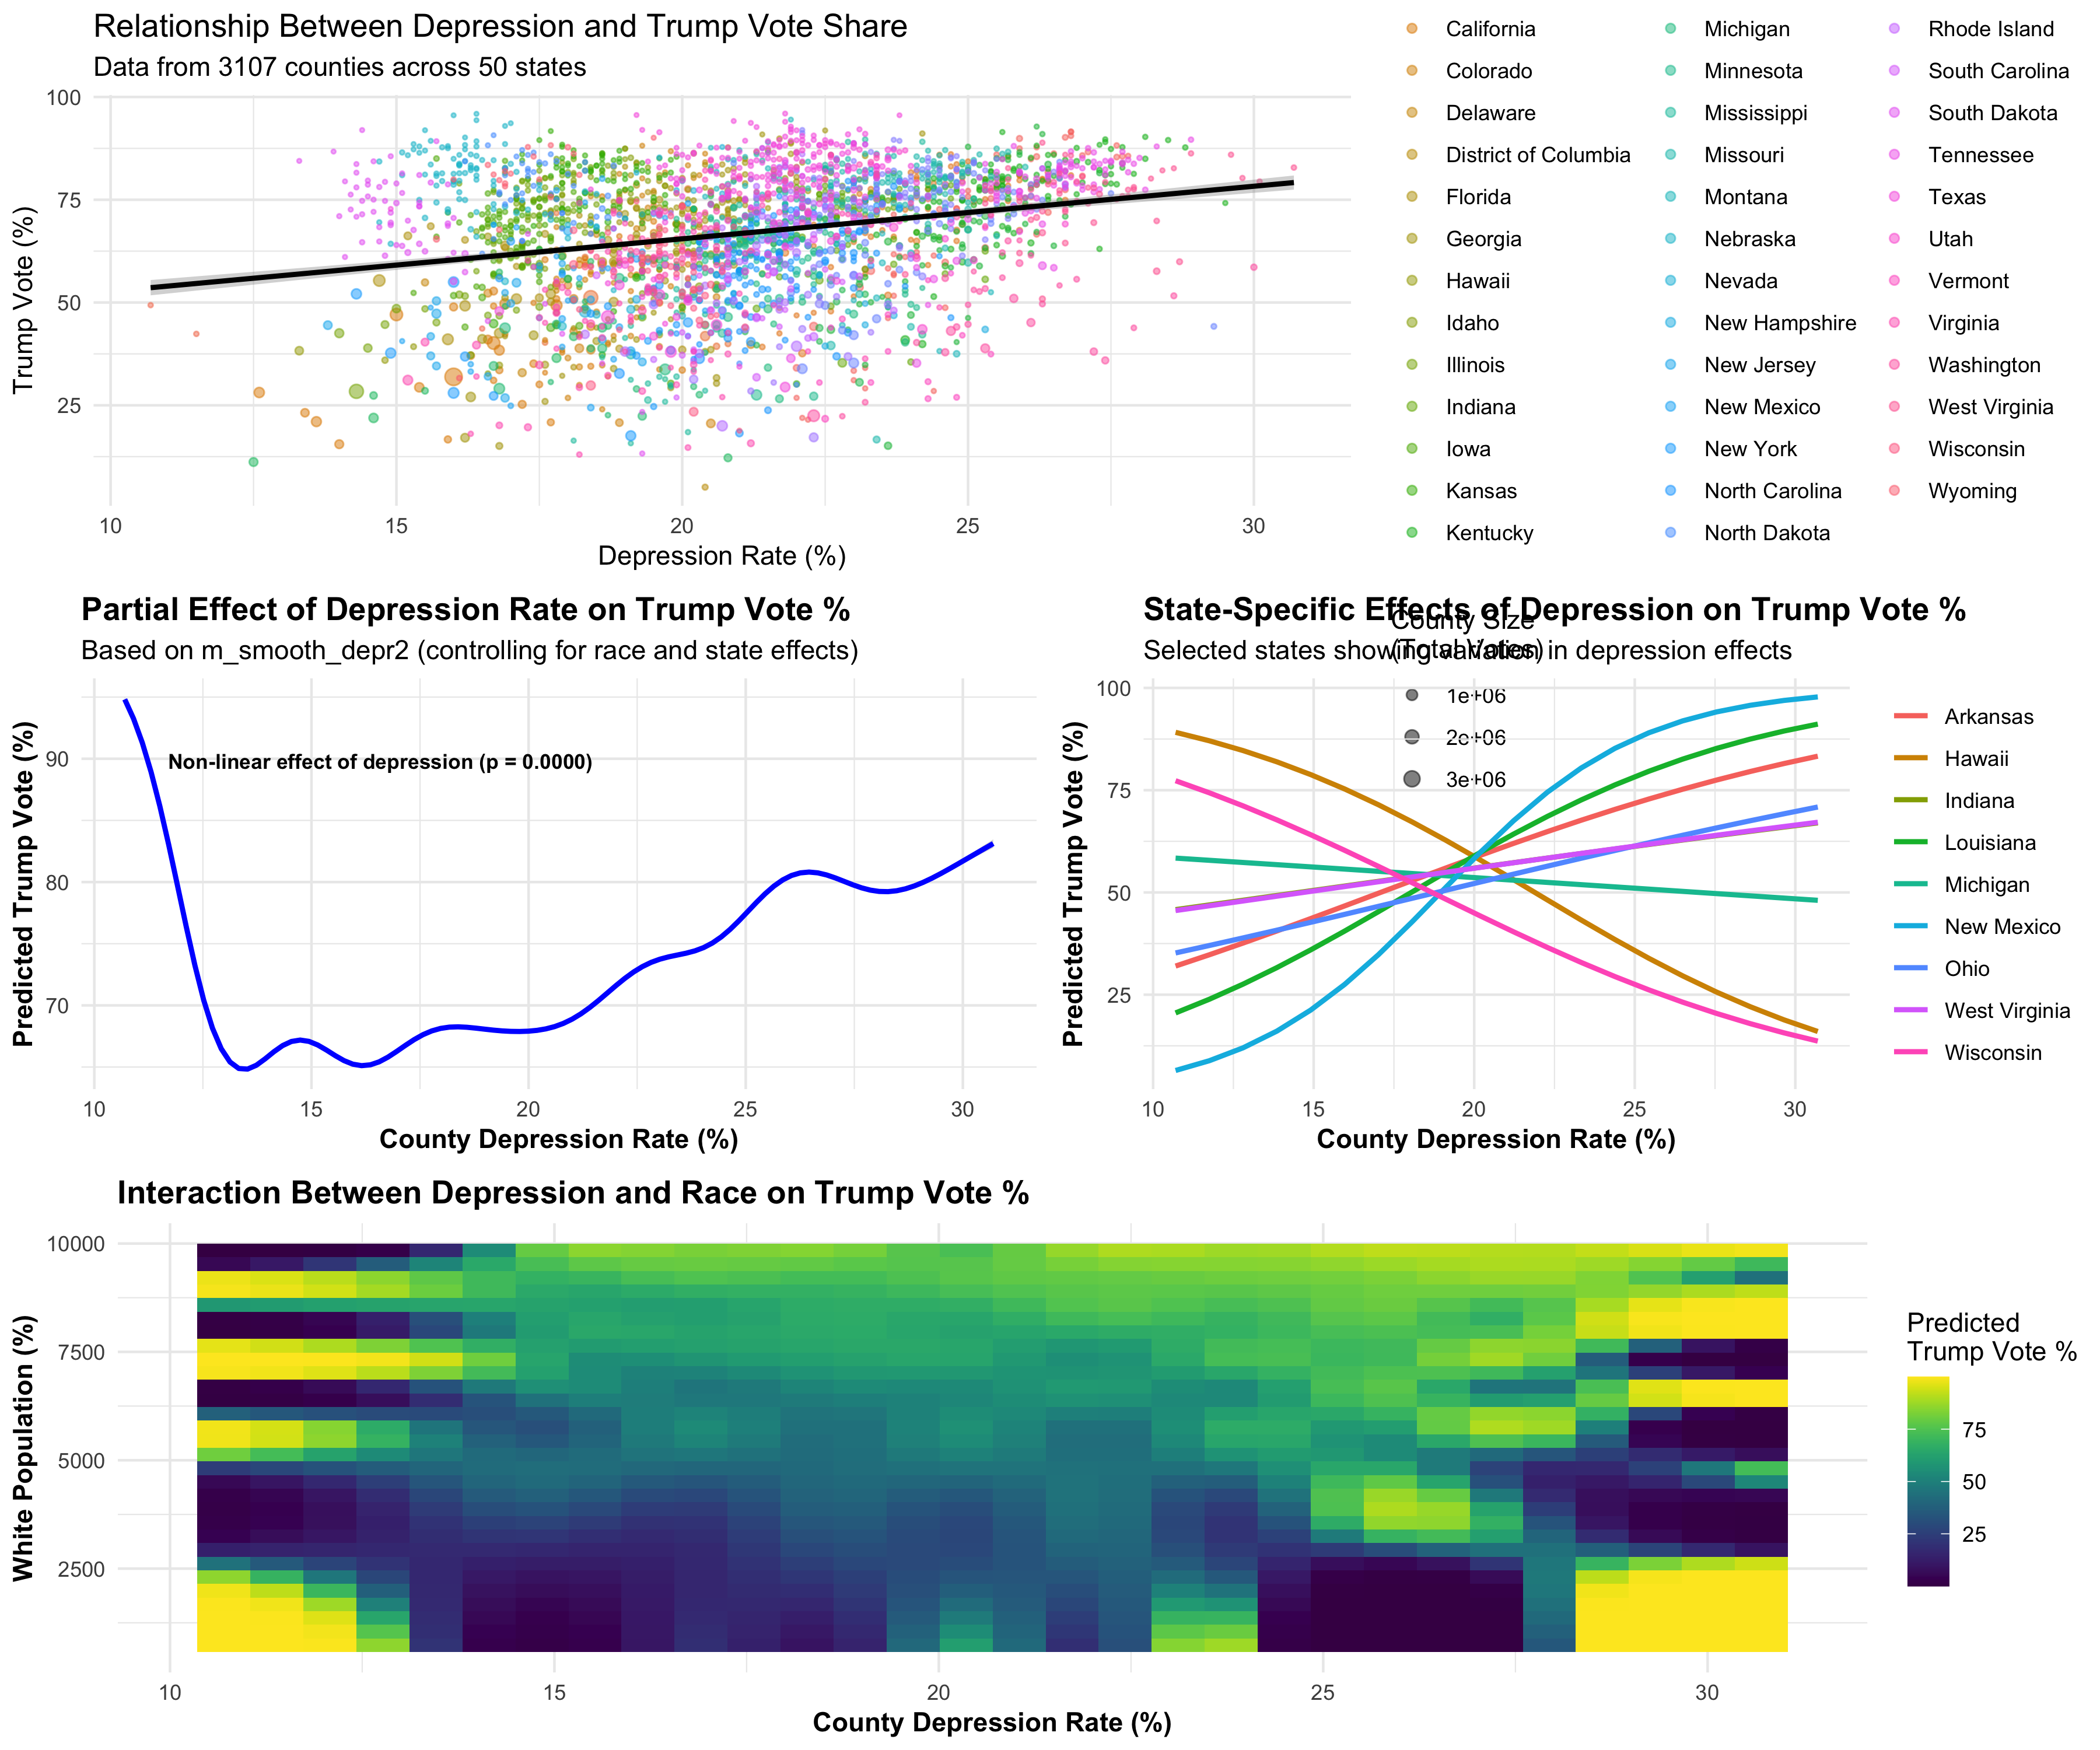 Relationship Between Depression and Trump Vote Share
Data from 3107 counties across 50 states
100
75
50
25
Trump Vote (%)
10
15
20
25
30
Depression Rate (%)
California
Colorado
Delaware
District of Columbia
Florida
Georgia
Hawaii
Idaho
Illinois
Indiana
Iowa
Kansas
Kentucky
Michigan
Minnesota
Mississippi
Missouri
Montana
Nebraska
Nevada
New Hampshire
New Jersey
New Mexico
New York
North Carolina
North Dakota
Rhode Island
South Carolina
South Dakota
Tennessee
Texas
Utah
Vermont
Virginia
Washington
West Virginia
Wisconsin
Wyoming
County Size
(Total Votes)
1e+06
2e+06
3e+06
Partial Effect of Depression Rate on Trump Vote %
Based on m_smooth_depr2 (controlling for race and state effects)
Non-linear effect of depression (p = 0.0000)
90
80
70
Predicted Trump Vote (%)
10
15
20
25
30
County Depression Rate (%)
State-Specific Effects of Depression on Trump Vote %
Selected states showing variation in depression effects
100
75
50
25
Predicted Trump Vote (%)
10
15
20
25
30
County Depression Rate (%)
Arkansas
Hawaii
Indiana
Louisiana
Michigan
New Mexico
Ohio
West Virginia
Wisconsin
Interaction Between Depression and Race on Trump Vote %
10000
7500
5000
2500
White Population (%)
10
15
20
25
30
County Depression Rate (%)
Predicted
Trump Vote %
75
50
25